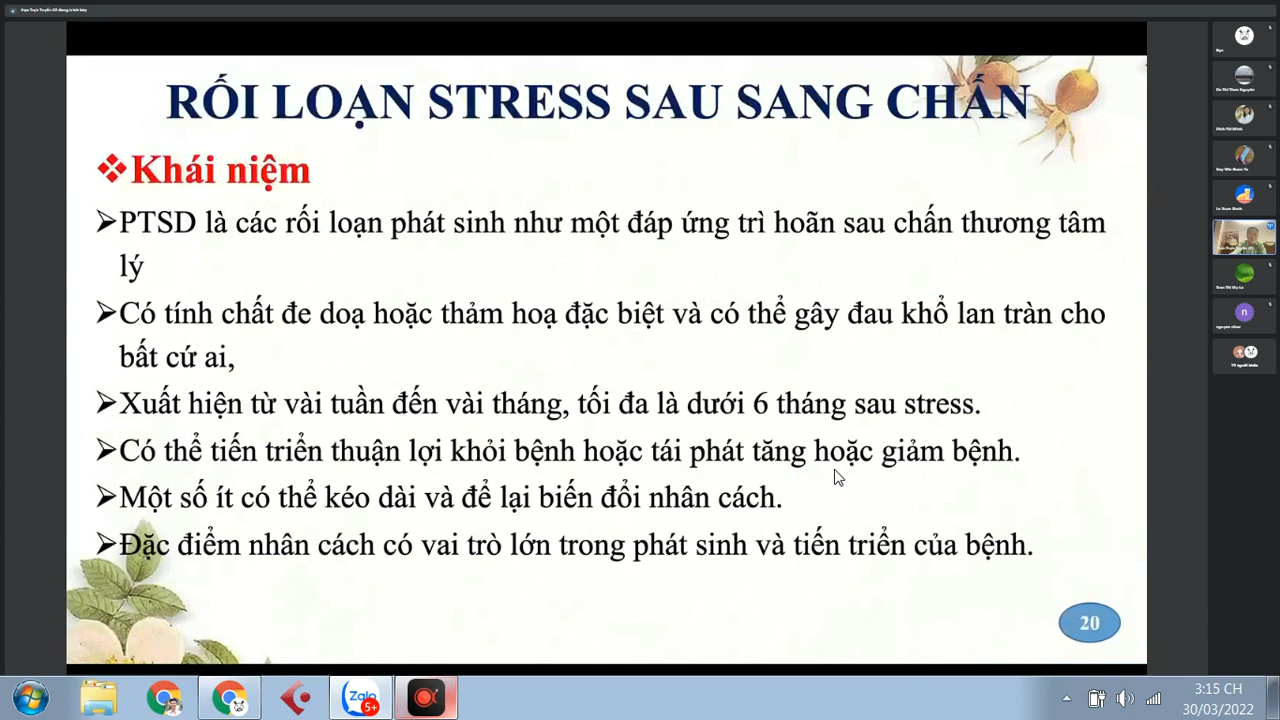 RỐI LOẠN STRESS SAU SANG CHẤN
❖Khái niệm
➢PTSD là các rối loạn phát sinh như một đáp ứng trì hoãn sau chấn thương tâm
lý
➢Có tính chất đe doạ hoặc thảm hoạ đặc biệt và có thể gây đau khổ lan tràn cho
bất cứ ai,
➢Xuất hiện từ vài tuần đến vài tháng, tối đa là dưới 6 tháng sau stress.
➢Có thể tiến triển thuận lợi khỏi bệnh hoặc tái phát tăng hoặc giảm bệnh.
➢Một số ít có thể kéo dài và để lại biến đổi nhân cách.
➢Đặc điểm nhân cách có vai trò lớn trong phát sinh và tiến triển của bệnh.
20
Bạn
n
Zalo
5+
3:15 CH
30/03/2022